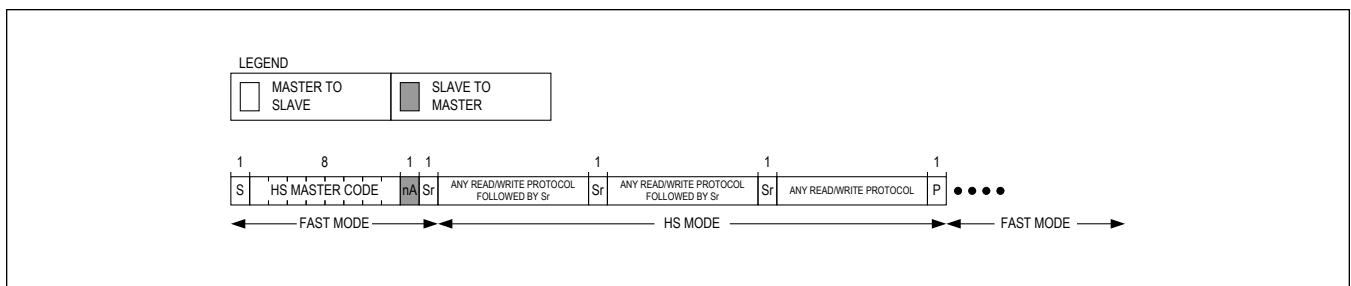 LEGEND
MASTER TO
SLAVE
SLAVE TO
MASTER
1 8 1 1 1 1 1
S HS MASTER CODE nA Sr ANY READ/WRITE PROTOCOL
FOLLOWED BY Sr Sr ANY READ/WRITE PROTOCOL
FOLLOWED BY Sr Sr ANY READ/WRITE PROTOCOL P
FAST MODE HS MODE FAST MODE